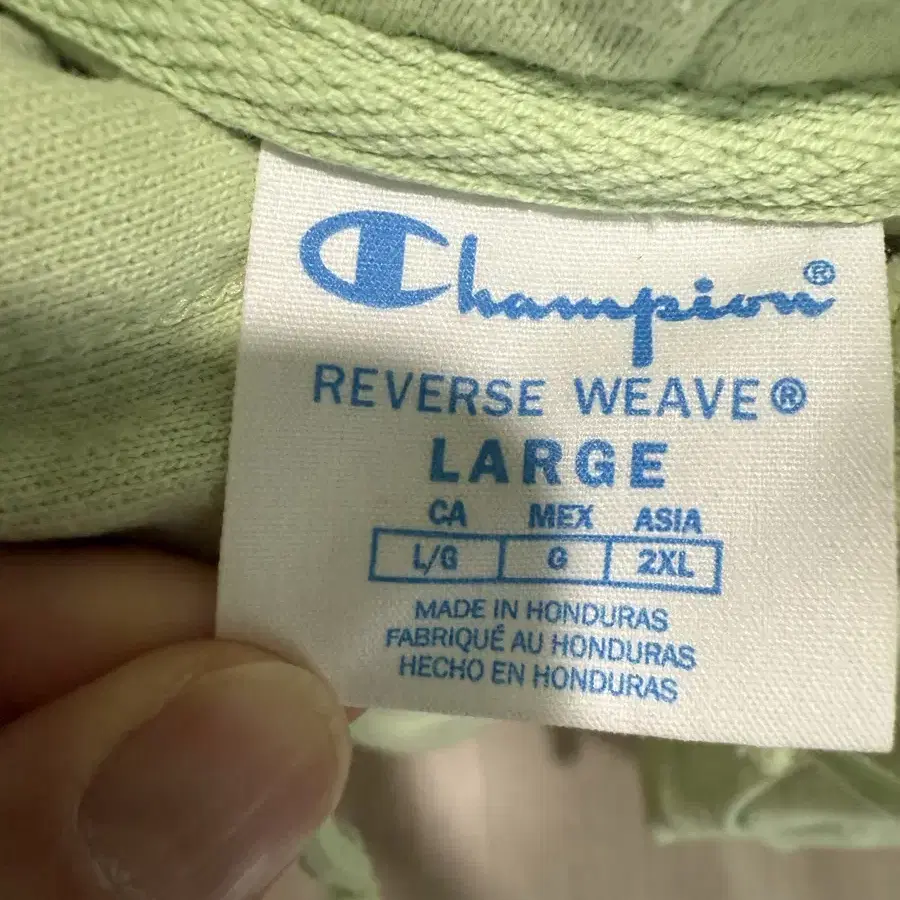 Champion®
REVERSE WEAVE®
LARGE
CA MEX ASIA
L/G G 2XL
MADE IN HONDURAS
FABRIQUÉ AU HONDURAS
HECHO EN HONDURAS